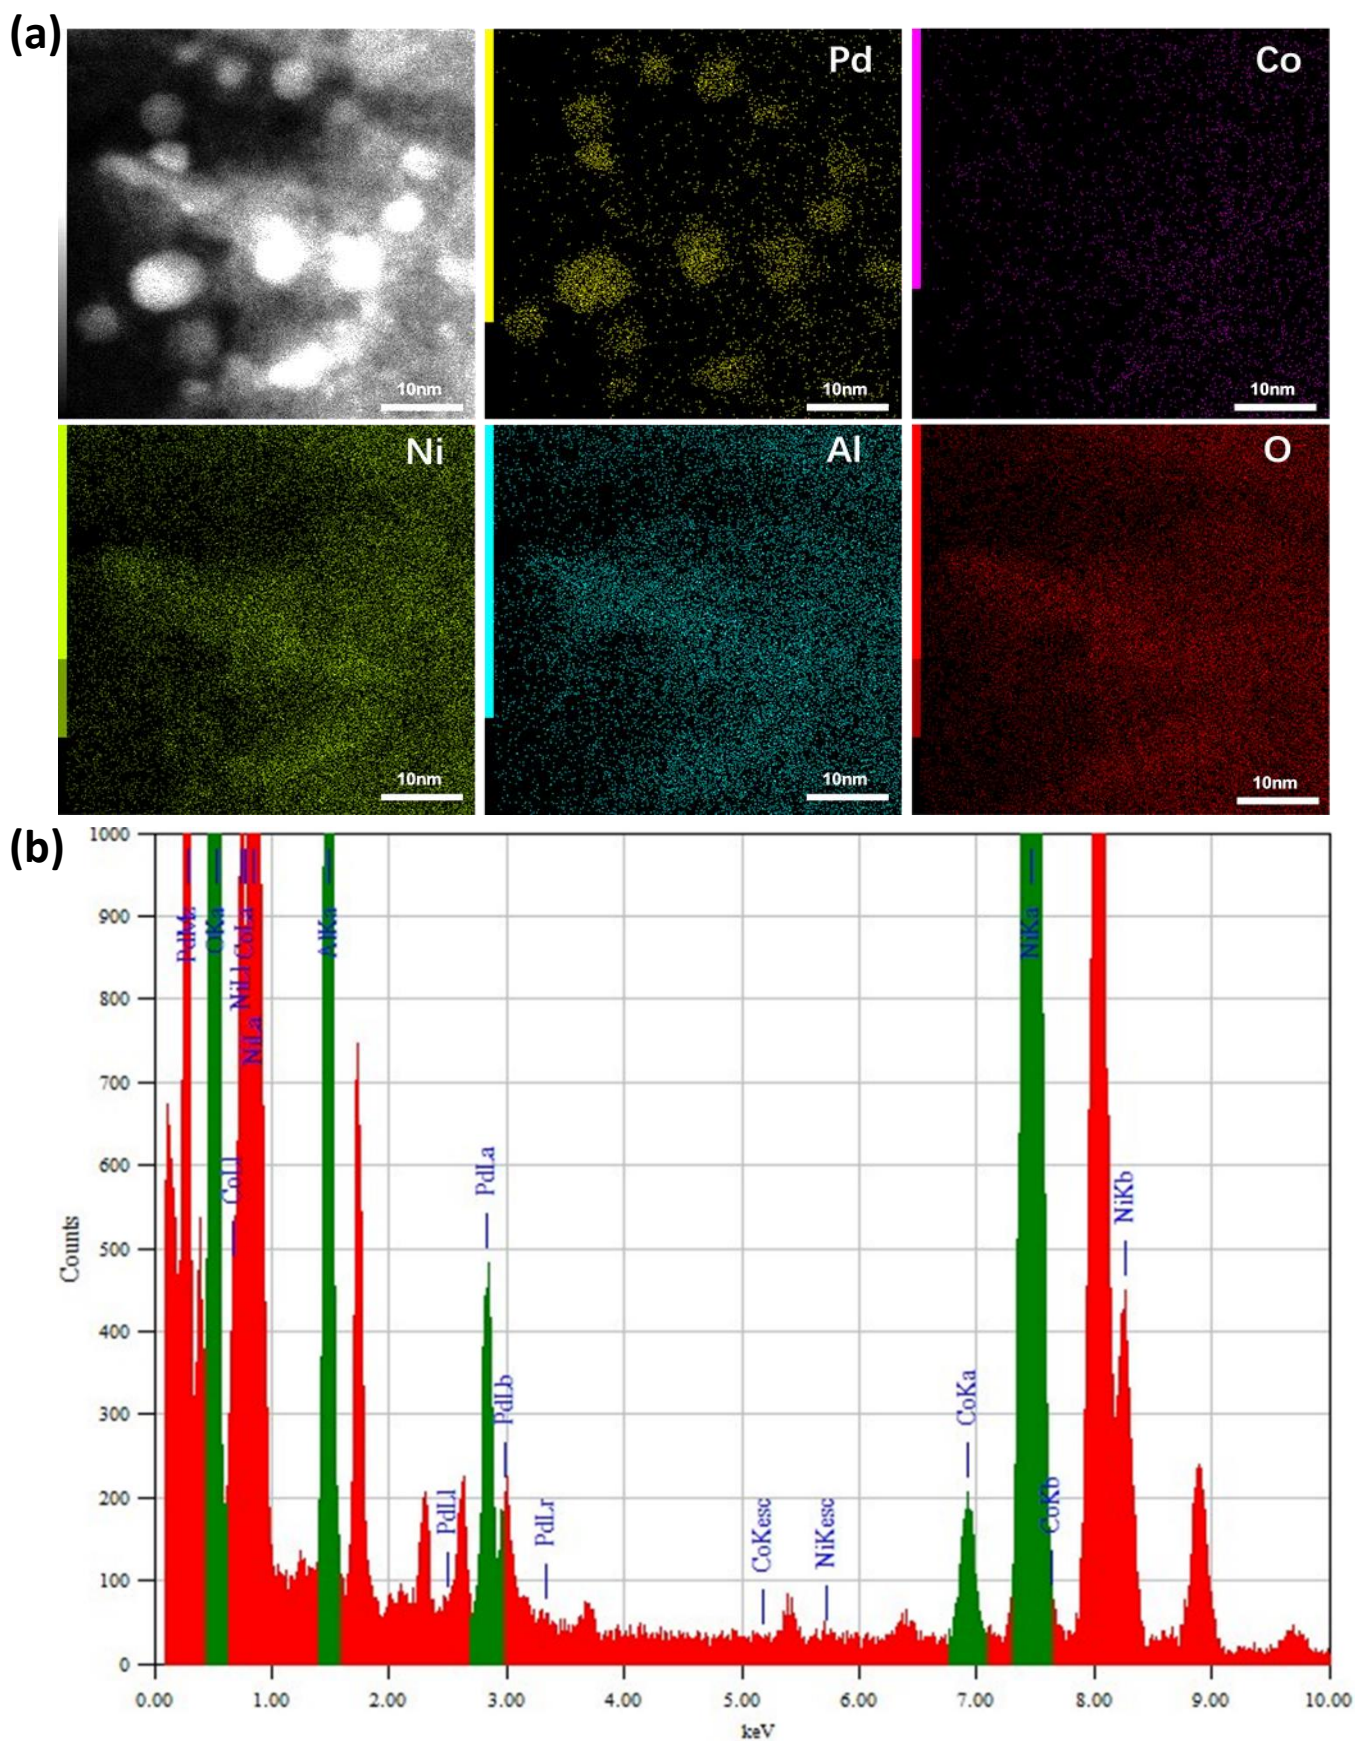 (a)
Pd
Co
10nm
10nm
10nm
Ni
Al
O
10nm
10nm
10nm
(b)
1000
900
800
700
600
500
400
300
200
100
0
Counts
PdMz
OKa
CoLl
NiLl
CoLa
NiLa
AlKa
PdLl
PdLa
PdLb
PdLr
CoKesc
NiKesc
CoKa
NiKa
CoKb
NiKb
0.00 1.00 2.00 3.00 4.00 5.00 6.00 7.00 8.00 9.00 10.00
keV